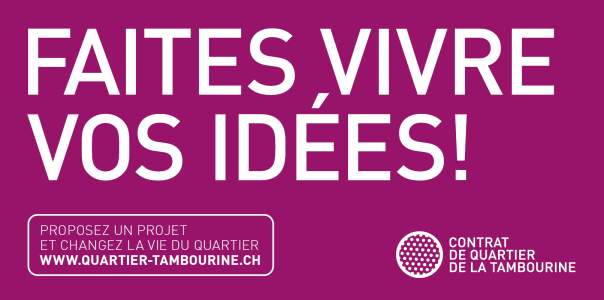 FAITES VIVRE
VOS IDÉES!
PROPOSEZ UN PROJET
ET CHANGEZ LA VIE DU QUARTIER
WWW.QUARTIER-TAMBOURINE.CH
CONTRAT
DE QUARTIER
DE LA TAMBOURINE